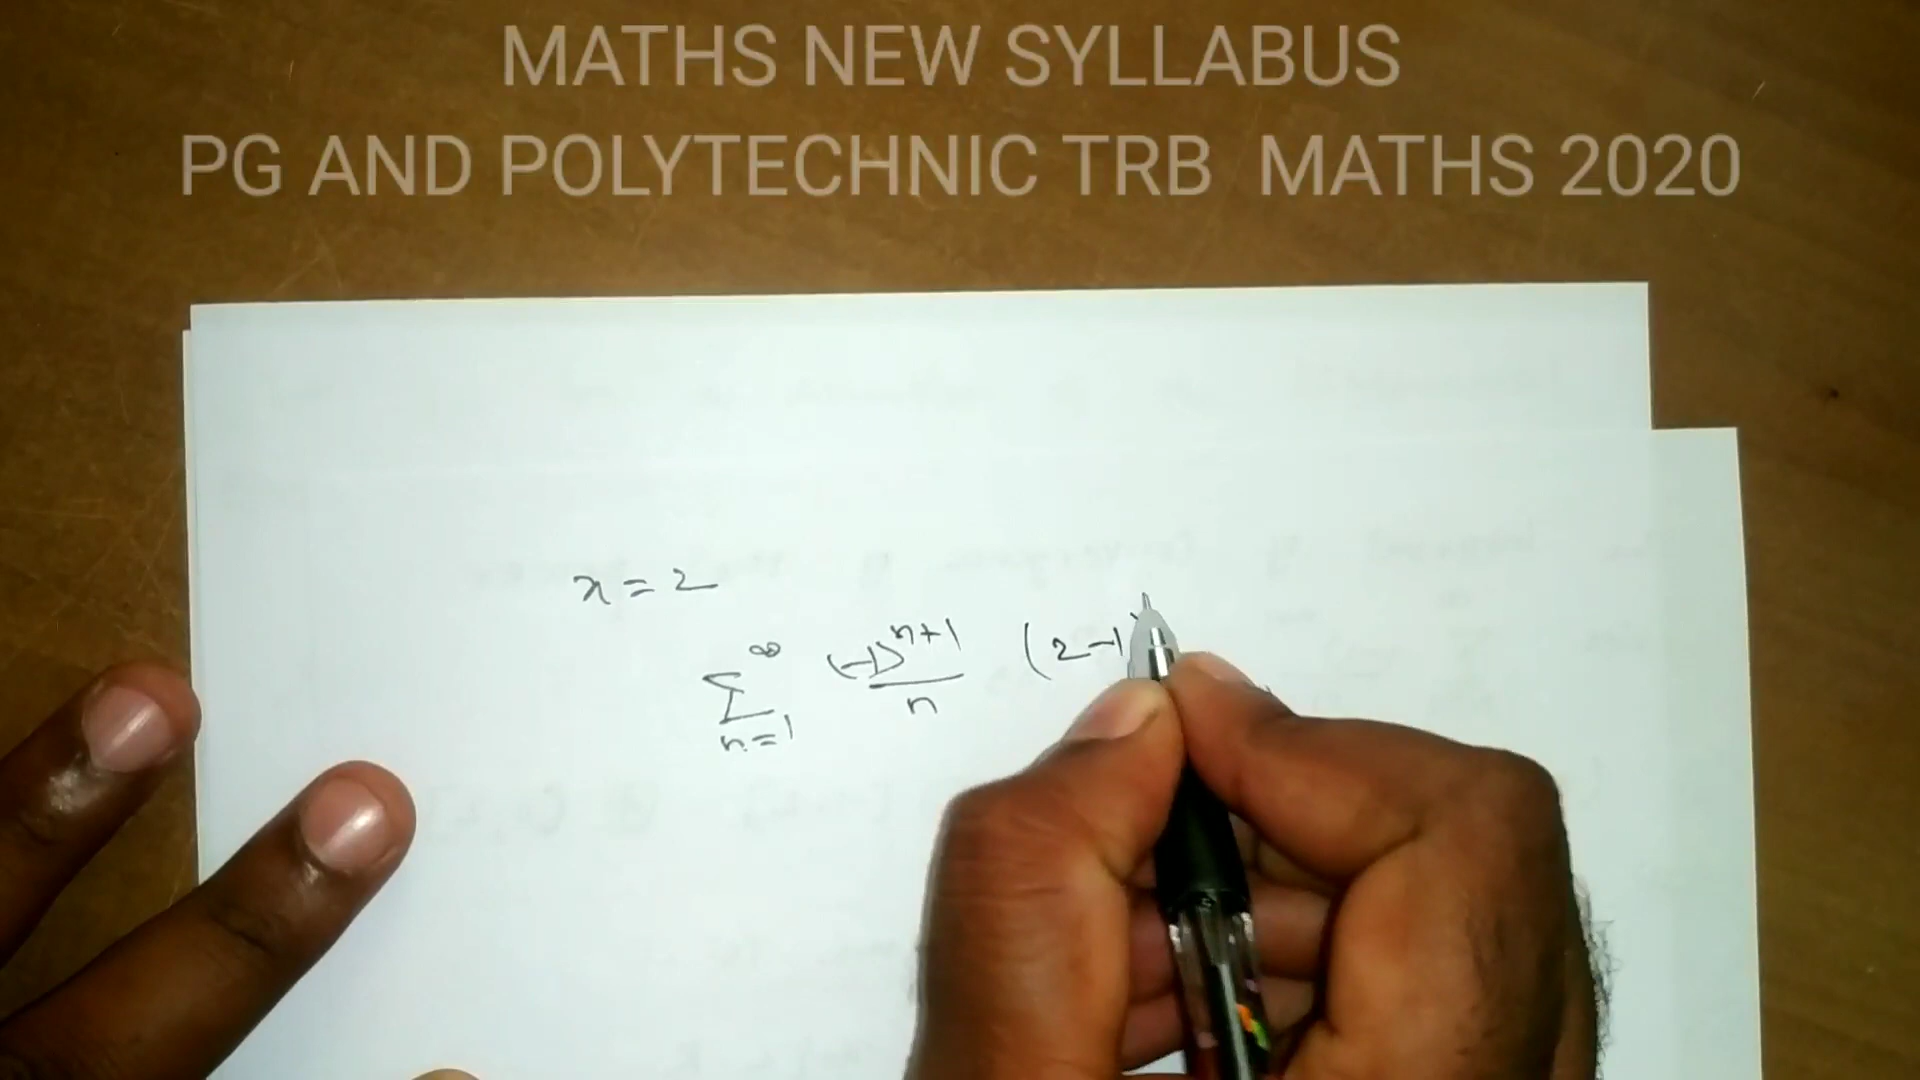 MATHS NEW SYLLABUS
PG AND POLYTECHNIC TRB MATHS 2020
x = 2
∞
∑ (-1)^{n+1}/n (2-1)
n=1